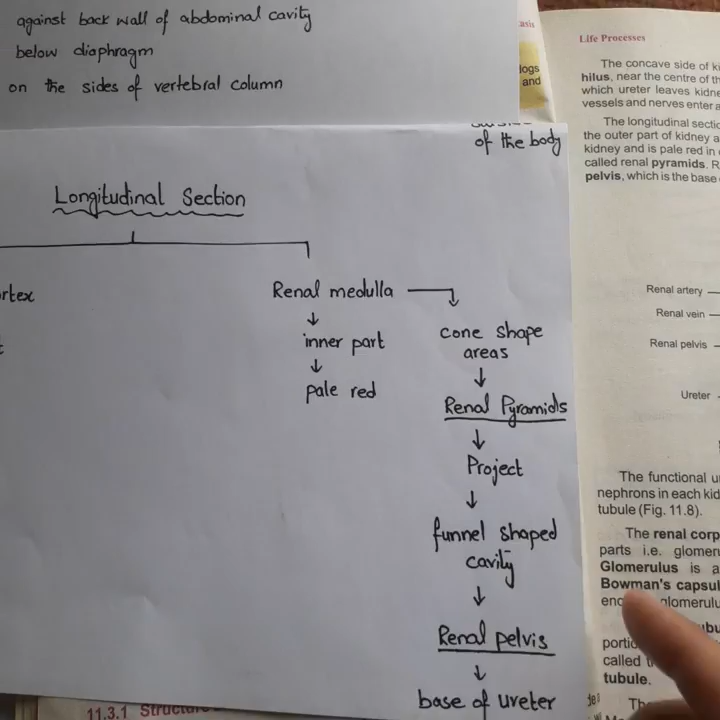 against back wall of abdominal cavity
below diaphragm
on the sides of vertebral column
of the body
Longitudinal Section
Renal medulla
inner part
pale red
cone shape
areas
Renal Pyramids
Project
funnel shaped
cavity
Renal pelvis
base of ureter
11.3.1 Structure
logs
and
Life Processes
The concave side of
hilus, near the centre of th
which ureter leaves kidne
vessels and nerves enter a
The longitudinal sectio
the outer part of kidney a
kidney and is pale red in
called renal pyramids. R
pelvis, which is the base
Renal artery
Renal vein
Renal pelvis
Ureter
The functional u
nephrons in each kid
tubule (Fig. 11.8).
The renal corp
parts i.e. glomer
Glomerulus is a
Bowman's capsul
glomerulu
called
tubule.